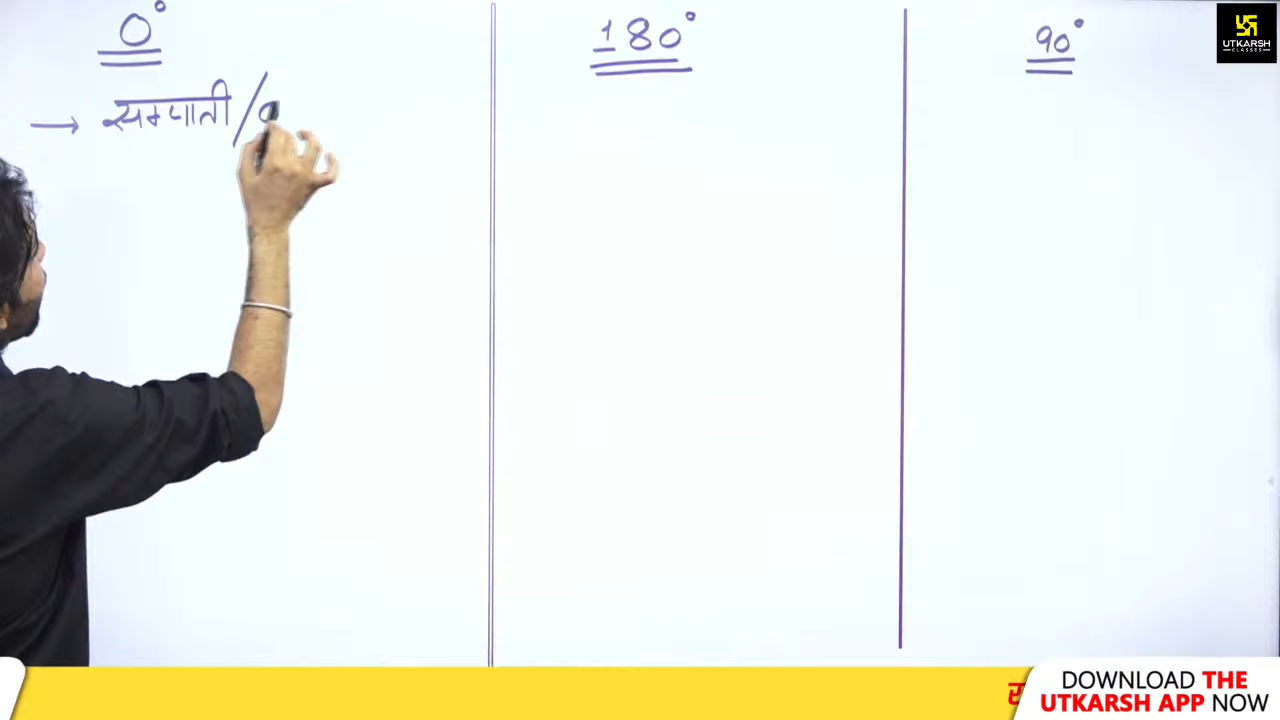 0°
180°
90°
→ सम्पाती /
UTKARSH
CLASSES
DOWNLOAD THE
UTKARSH APP NOW